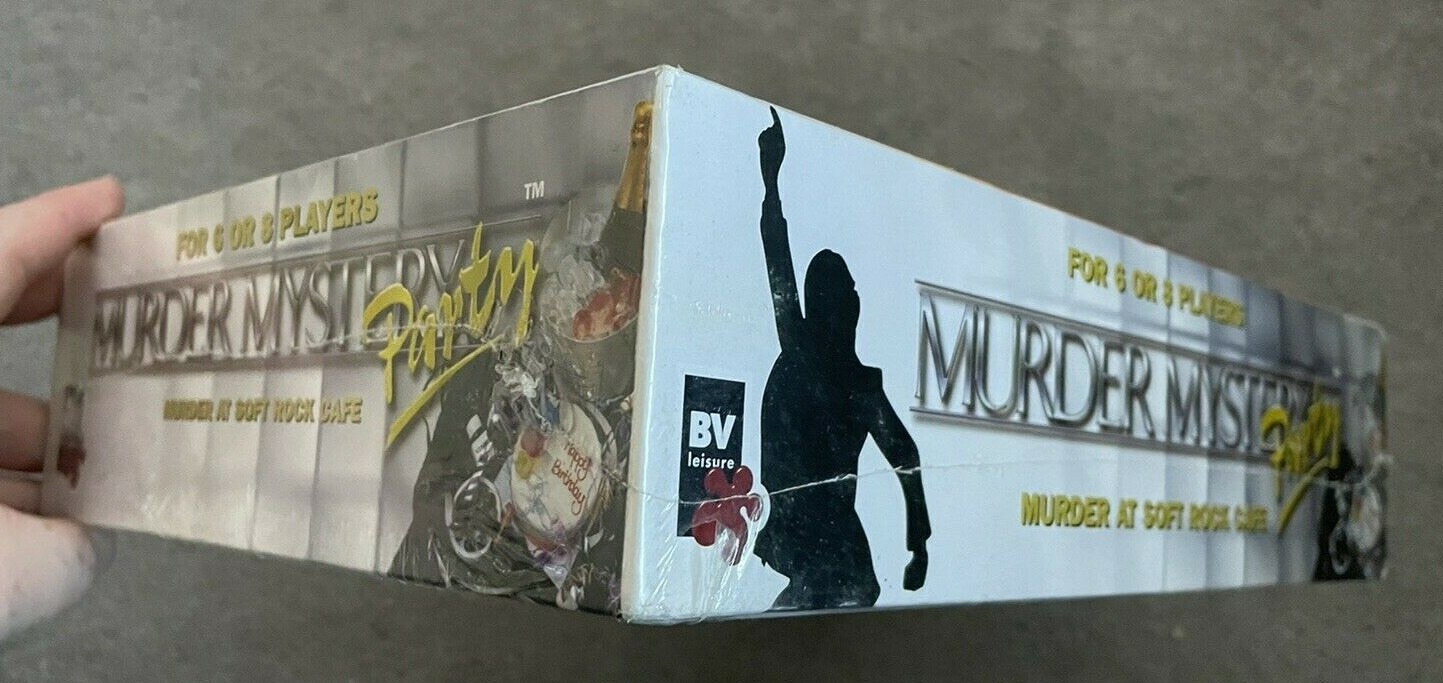 FOR 6 OR 8 PLAYERS
TM
MURDER MYSTERY
Party
MURDER AT SOFT ROCK CAFE
Happy
Birthday!
BV
leisure
FOR 6 OR 8 PLAYERS
MURDER MYSTERY
Party
MURDER AT SOFT ROCK CAFE